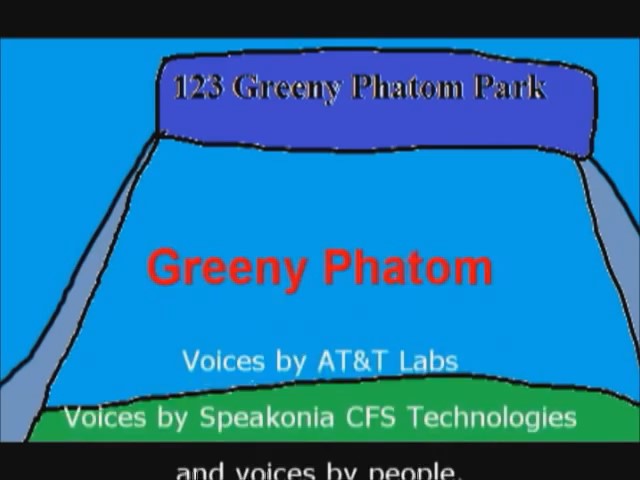 123 Greeny Phatom Park
Greeny Phatom
Voices by AT&T Labs
Voices by Speakonia CFS Technologies
and voices by people.